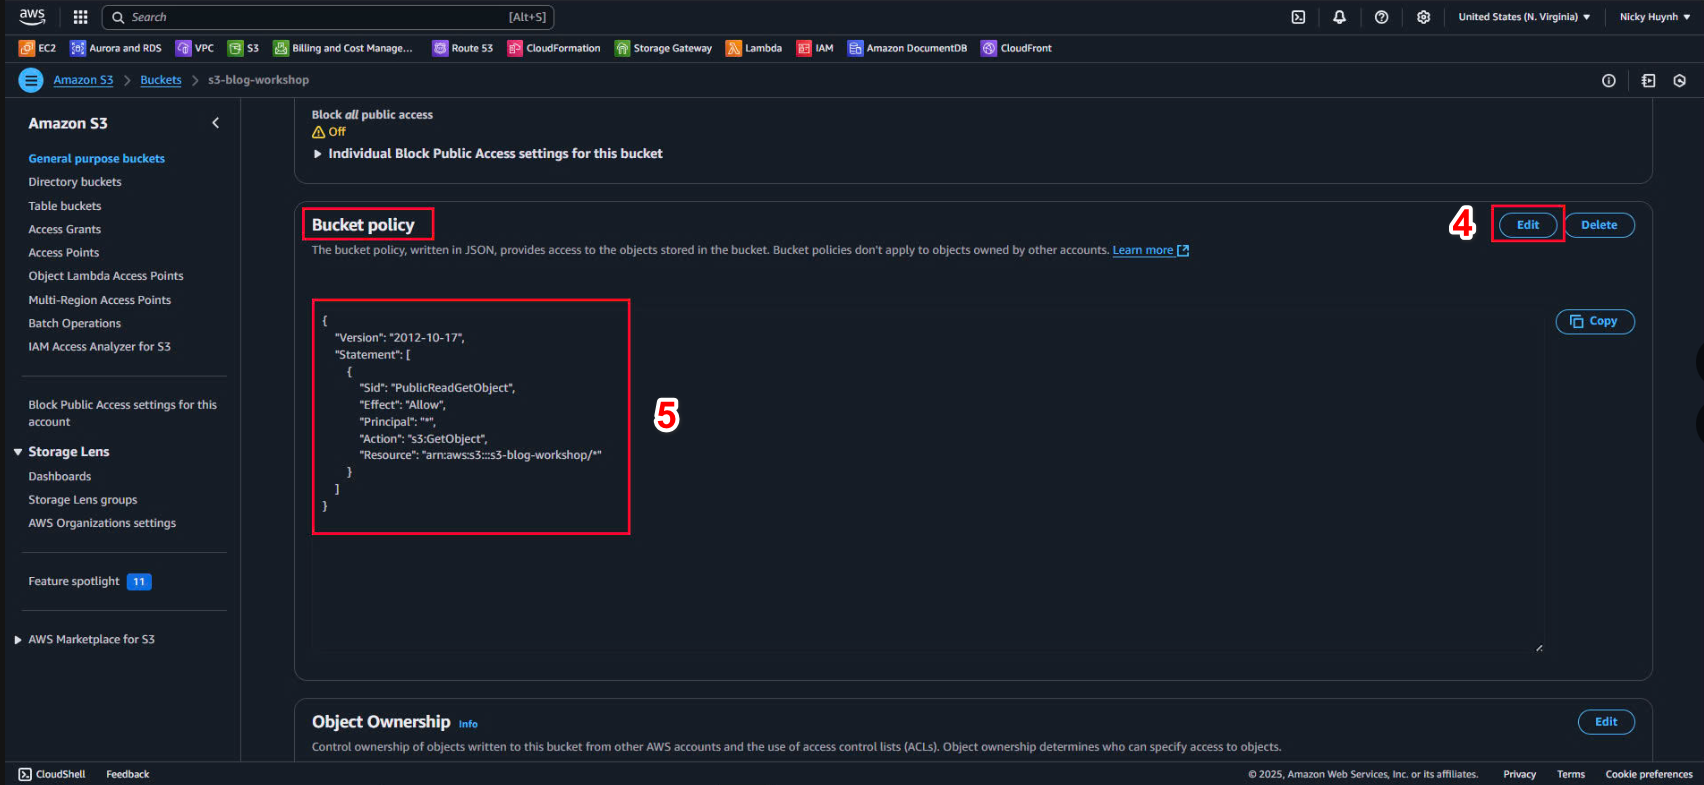 aws
Search [Alt+S]
United States (N. Virginia) Nicky Huynh
EC2 Aurora and RDS VPC S3 Billing and Cost Manage... Route 53 CloudFormation Storage Gateway Lambda IAM Amazon DocumentDB CloudFront
Amazon S3 Buckets s3-blog-workshop
Amazon S3
General purpose buckets
Directory buckets
Table buckets
Access Grants
Access Points
Object Lambda Access Points
Multi-Region Access Points
Batch Operations
IAM Access Analyzer for S3
Block Public Access settings for this
account
Storage Lens
Dashboards
Storage Lens groups
AWS Organizations settings
Feature spotlight 11
AWS Marketplace for S3
Block all public access
Off
Individual Block Public Access settings for this bucket
Bucket policy
4
Edit
Delete
The bucket policy, written in JSON, provides access to the objects stored in the bucket. Bucket policies don't apply to objects owned by other accounts. Learn more
Copy
{
"Version": "2012-10-17",
"Statement": [
{
"Sid": "PublicReadGetObject",
"Effect": "Allow",
"Principal": "*",
"Action": "s3:GetObject",
"Resource": "arn:aws:s3:::s3-blog-workshop/*"
}
]
}
5
Object Ownership Info
Edit
Control ownership of objects written to this bucket from other AWS accounts and the use of access control lists (ACLs). Object ownership determines who can specify access to objects.
CloudShell Feedback
© 2025, Amazon Web Services, Inc. or its affiliates. Privacy Terms Cookie preferences